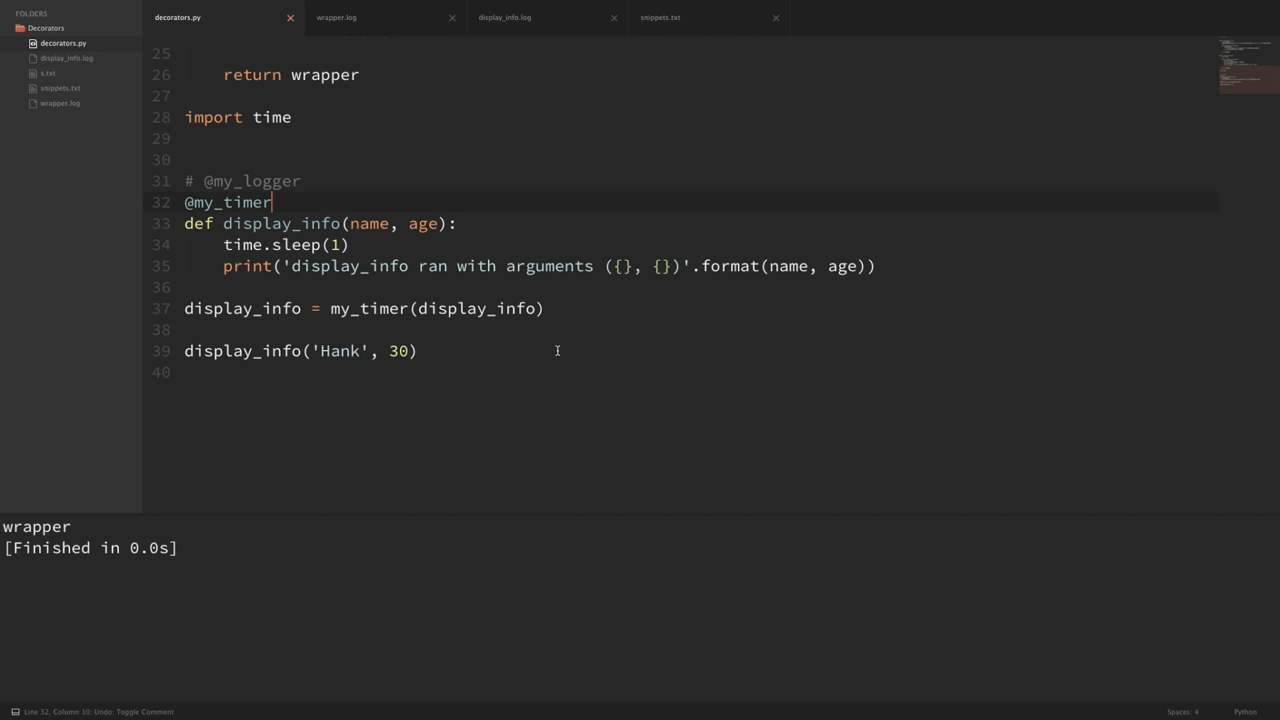 FOLDERS
Decorators
decorators.py
display_info.log
s.txt
snippets.txt
wrapper.log
decorators.py
wrapper.log
display_info.log
snippets.txt
25
26 return wrapper
27
28 import time
29
30
31 # @my_logger
32 @my_timer
33 def display_info(name, age):
34 time.sleep(1)
35 print('display_info ran with arguments ({}, {})'.format(name, age))
36
37 display_info = my_timer(display_info)
38
39 display_info('Hank', 30)
40
wrapper
[Finished in 0.0s]
Line 32, Column 10; Undo: Toggle Comment
Spaces: 4
Python